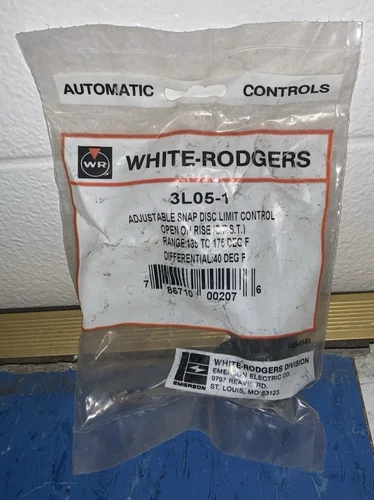 AUTOMATIC CONTROLS
WR
WHITE-RODGERS
3L05-1
ADJUSTABLE SNAP DISC LIMIT CONTROL
OPEN ON RISE (S.P.S.T.)
RANGE:135 TO 175 DEG F
DIFFERENTIAL:40 DEG F
7 86710 00207 6
WHITE-RODGERS DIVISION
EMERSON ELECTRIC CO.
9797 REAVIS RD.
ST. LOUIS, MO 63123
EMERSON